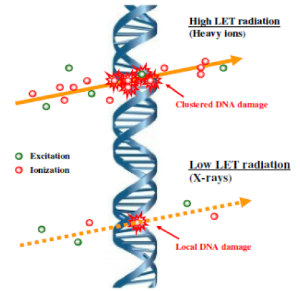 High LET radiation
(Heavy ions)
Clustered DNA damage
Excitation
Ionization
Low LET radiation
(X-rays)
Local DNA damage